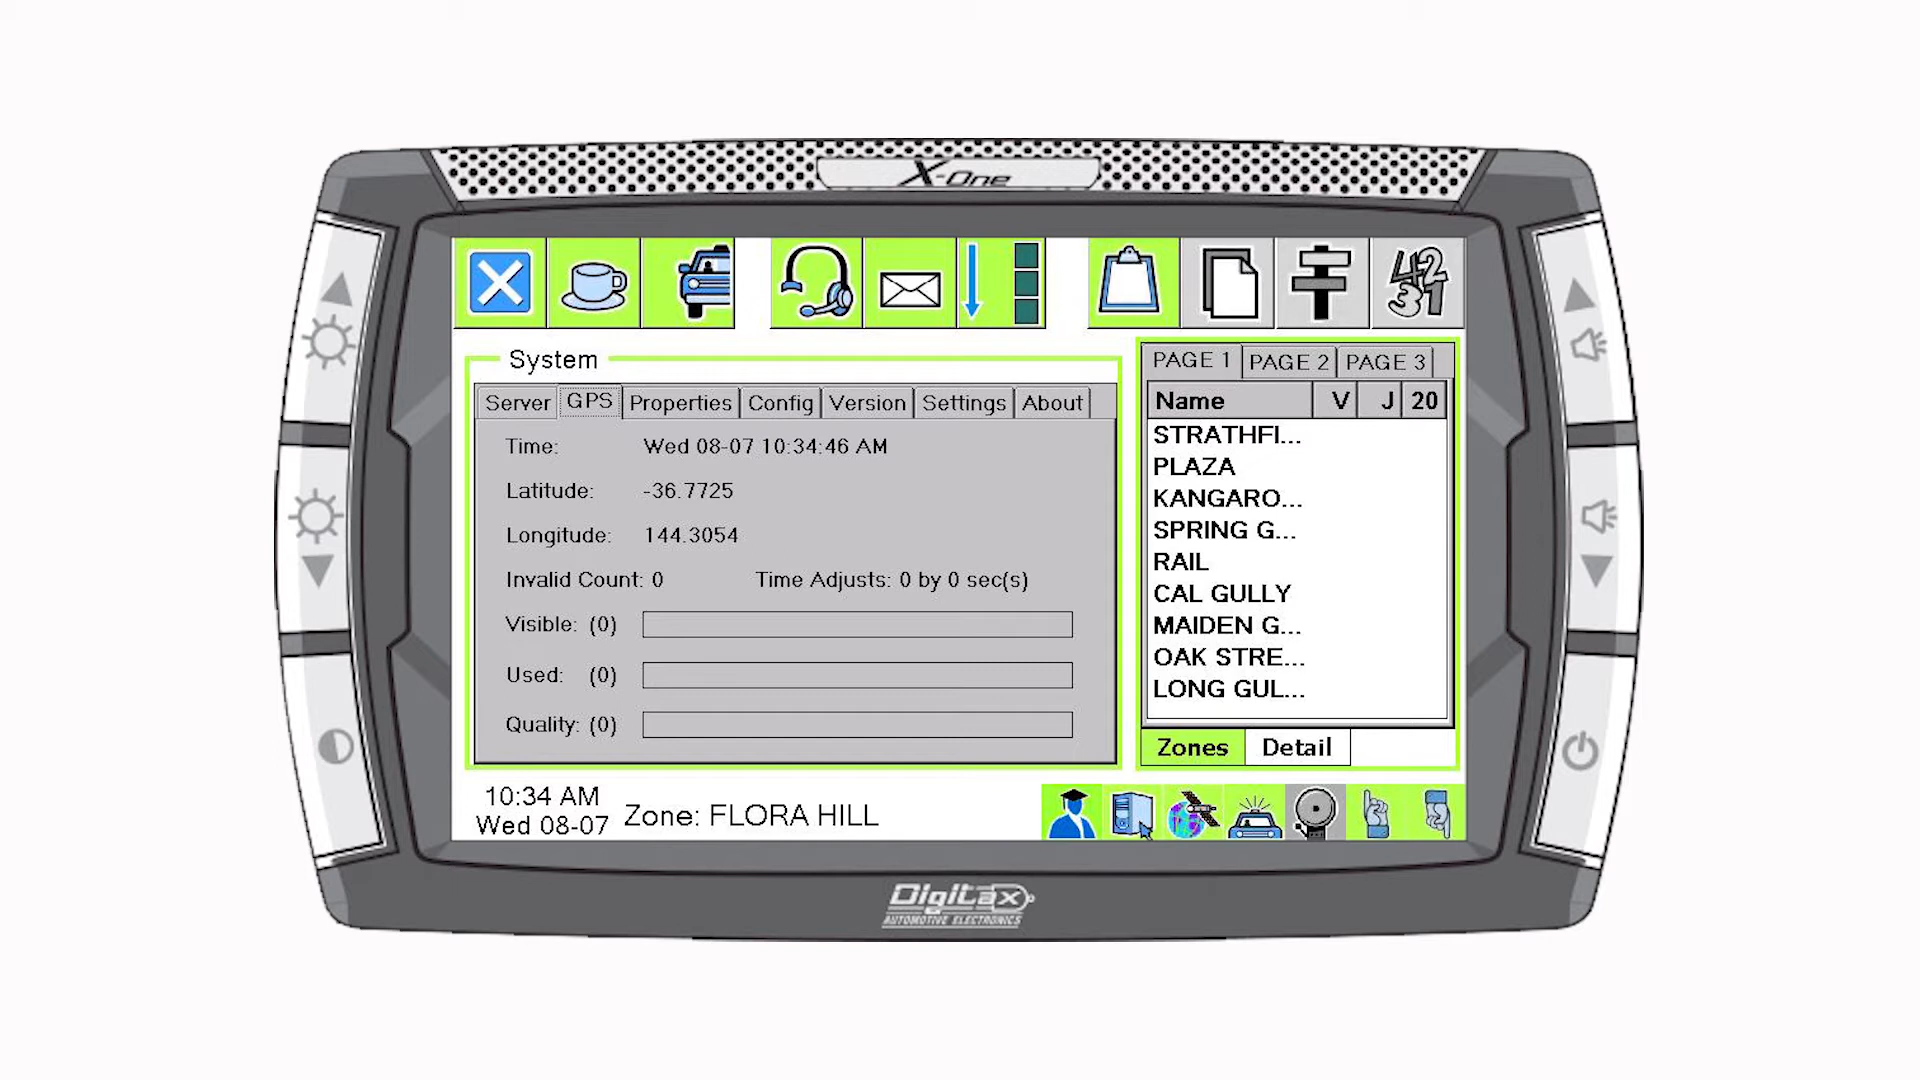 X-One
System
Server GPS Properties Config Version Settings About
Time: Wed 08-07 10:34:46 AM
Latitude: -36.7725
Longitude: 144.3054
Invalid Count: 0 Time Adjusts: 0 by 0 sec(s)
Visible: (0)
Used: (0)
Quality: (0)
PAGE 1 PAGE 2 PAGE 3
Name V J 20
STRATHFI...
PLAZA
KANGARO...
SPRING G...
RAIL
CAL GULLY
MAIDEN G...
OAK STRE...
LONG GUL...
Zones Detail
10:34 AM
Wed 08-07
Zone: FLORA HILL
4231
Digitax
AUTOMOTIVE ELECTRONICS